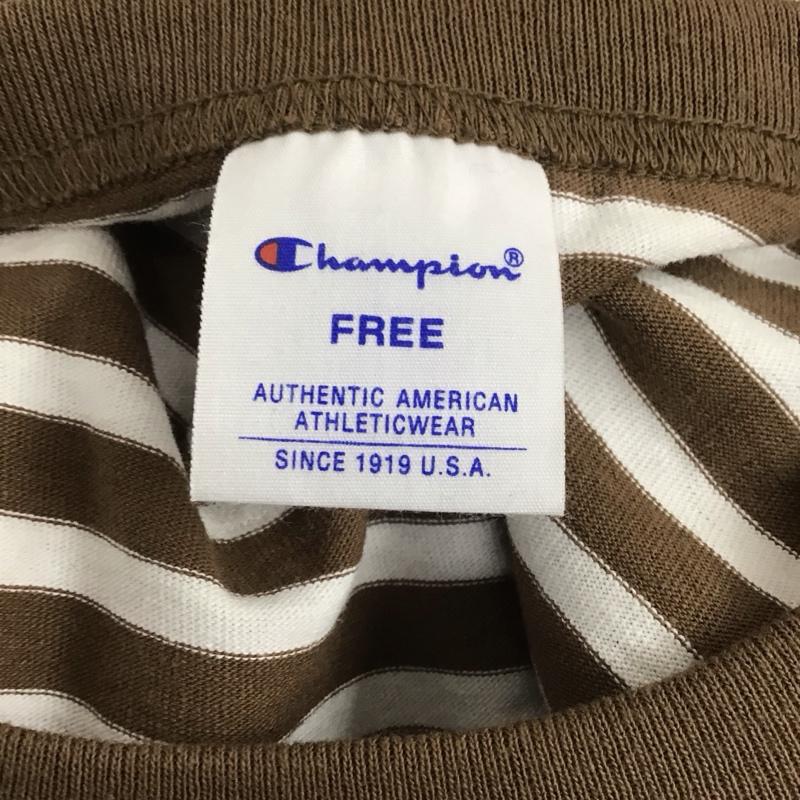 Champion®
FREE
AUTHENTIC AMERICAN
ATHLETICWEAR
SINCE 1919 U.S.A.